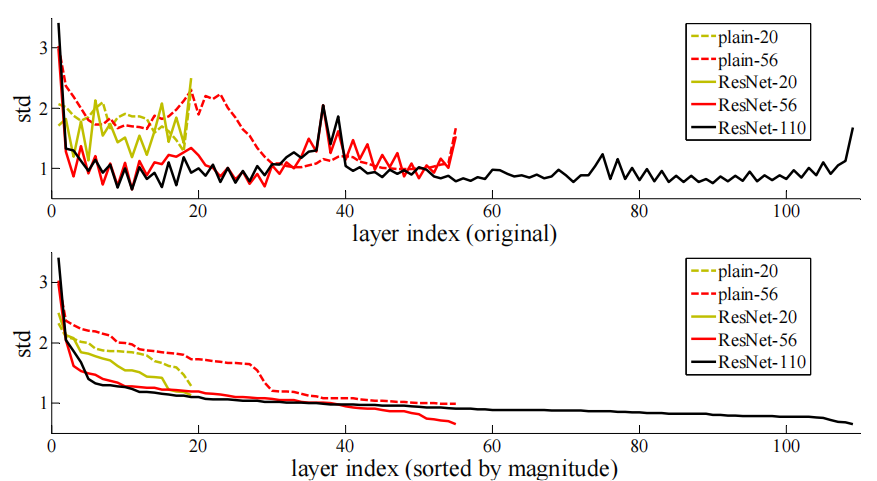 3
2
1
std
plain-20
plain-56
ResNet-20
ResNet-56
ResNet-110
0 20 40 60 80 100
layer index (original)
3
2
1
std
plain-20
plain-56
ResNet-20
ResNet-56
ResNet-110
0 20 40 60 80 100
layer index (sorted by magnitude)